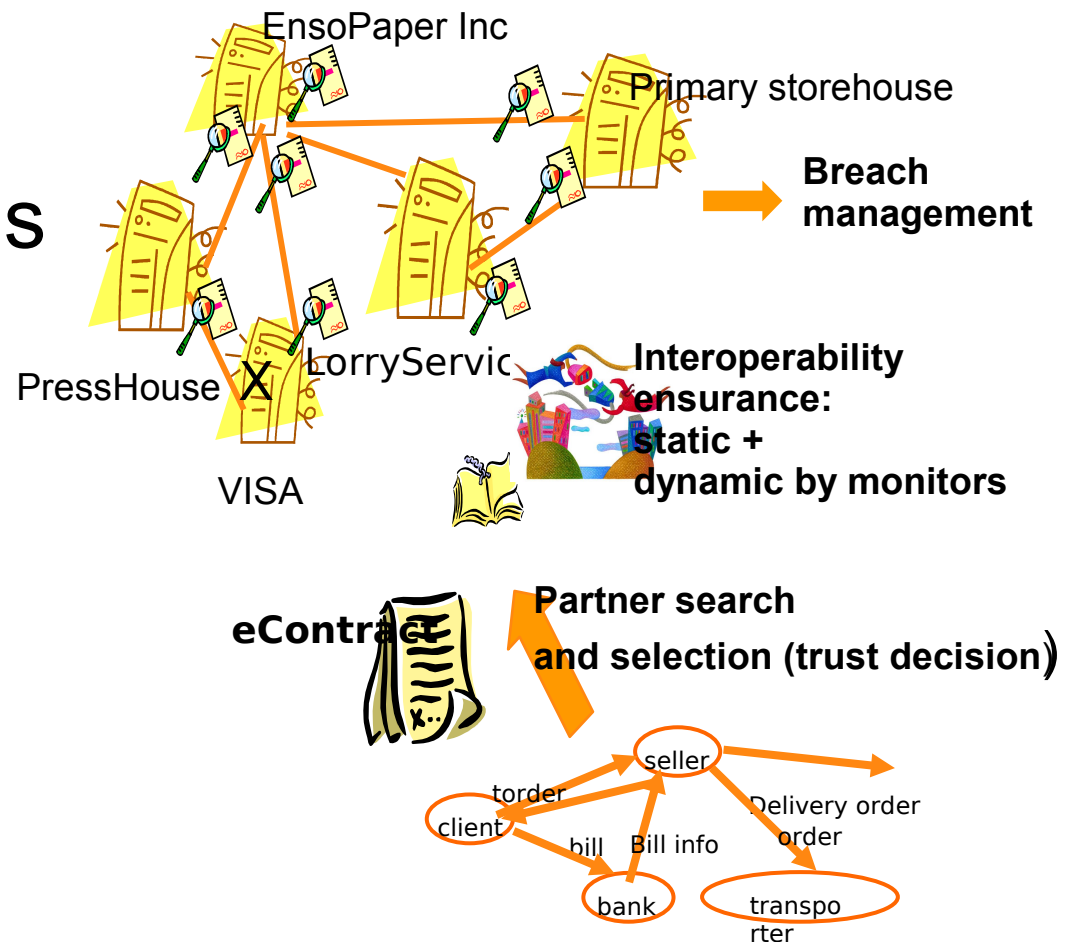 EnsoPaper Inc
Primary storehouse
Breach
management
S
LorryServic
PressHouse
X
Interoperability
ensurance:
static +
dynamic by monitors
VISA
Partner search
and selection (trust decision)
eContract
x..
seller
torder
client
Delivery order
order
bill
Bill info
bank
transpo
rter